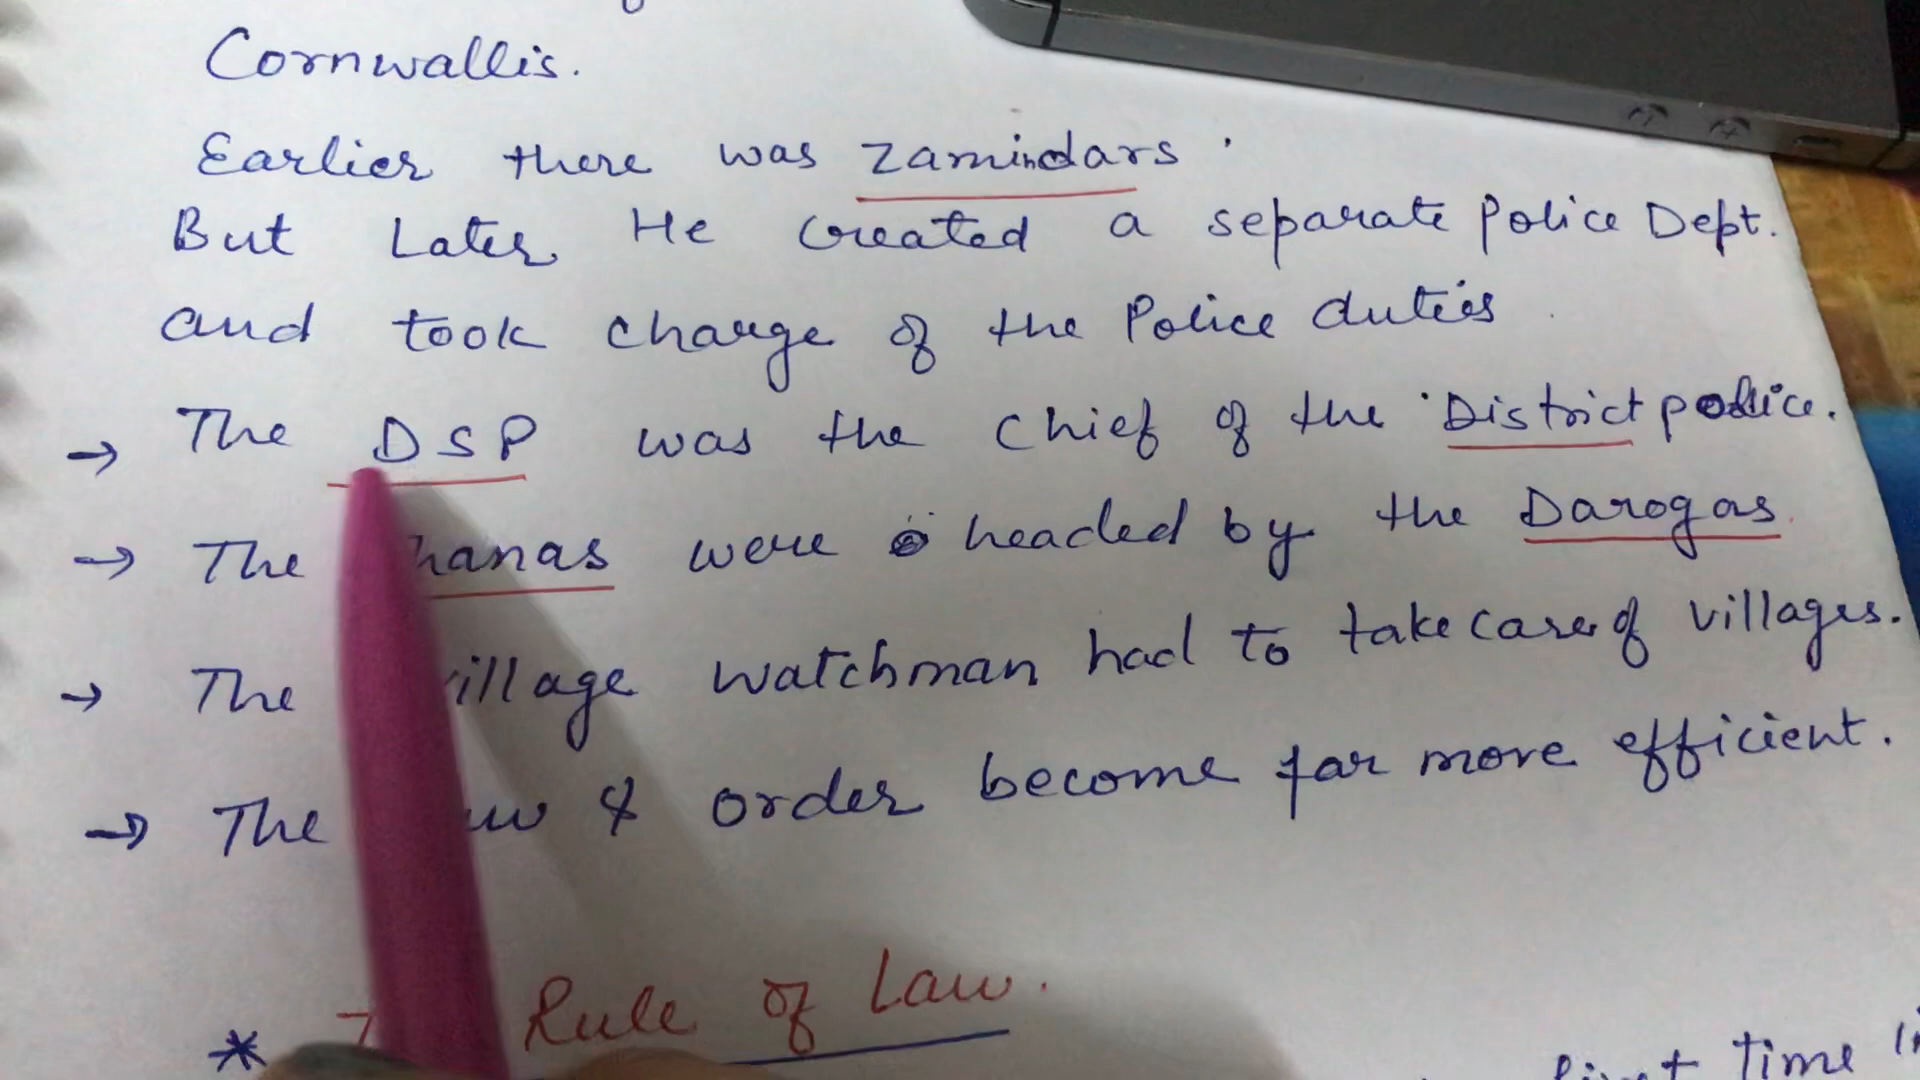 Cornwallis.
Earlier there was zamindars.
But Later He created a separate police Dept.
and took charge of the Police duties
→ The DSP was the chief of the District police.
→ The hanas were headed by the Darogas
→ The village watchman had to take care of villages.
→ The & order become far more efficient.
* Rule of Law.
time